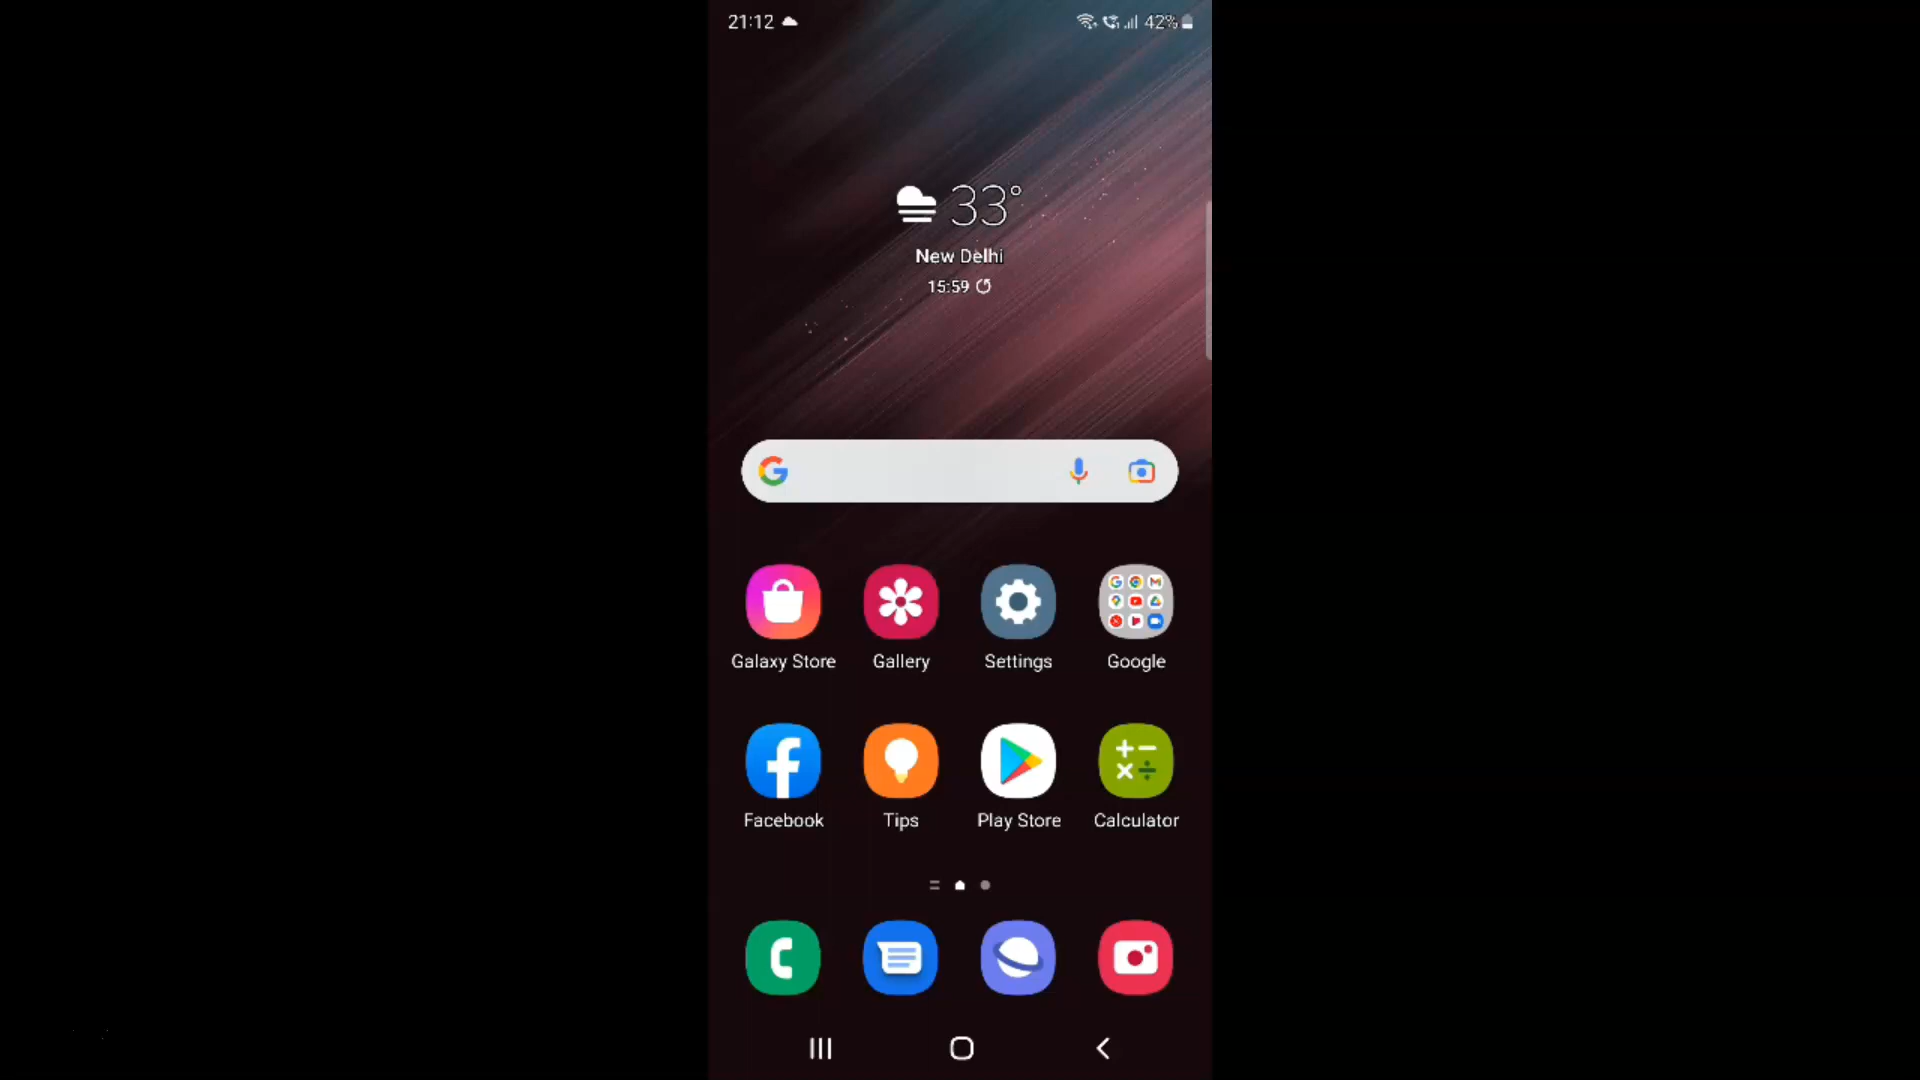 21:12 42%
33°
New Delhi
15:59
Galaxy Store Gallery Settings Google
Facebook Tips Play Store Calculator